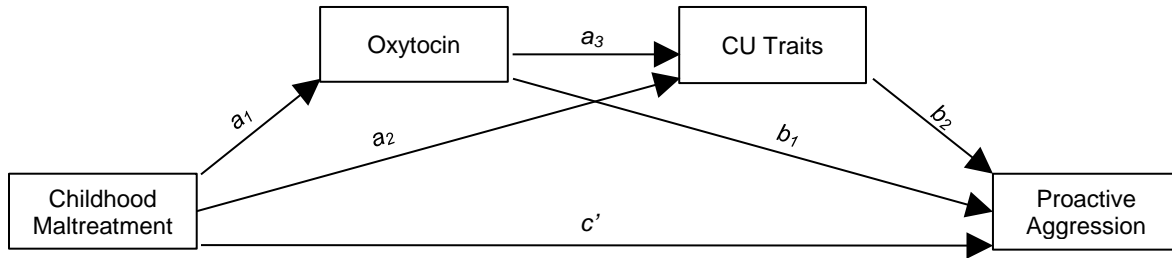 Oxytocin
a3
CU Traits
a1
a2
b1
b2
Childhood
Maltreatment
c’
Proactive
Aggression